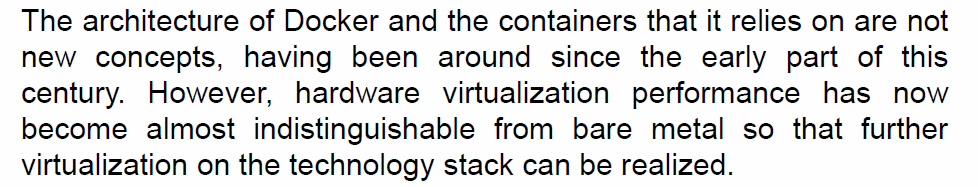 The architecture of Docker and the containers that it relies on are not
new concepts, having been around since the early part of this
century. However, hardware virtualization performance has now
become almost indistinguishable from bare metal so that further
virtualization on the technology stack can be realized.